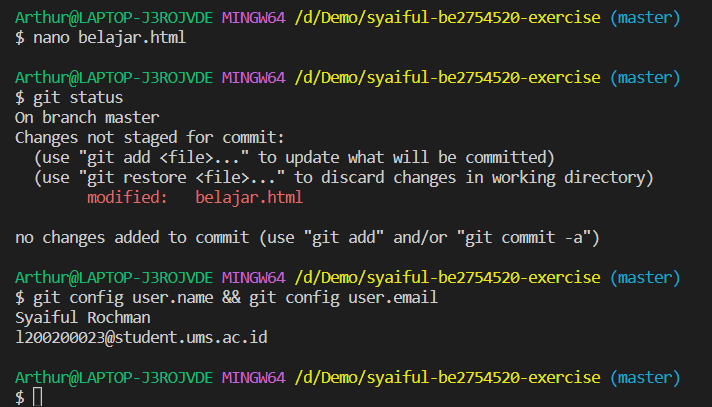 Arthur@LAPTOP-J3ROJVDE MINGW64 /d/Demo/syaiful-be2754520-exercise (master)
$ nano belajar.html
Arthur@LAPTOP-J3ROJVDE MINGW64 /d/Demo/syaiful-be2754520-exercise (master)
$ git status
On branch master
Changes not staged for commit:
  (use "git add <file>..." to update what will be committed)
  (use "git restore <file>..." to discard changes in working directory)
        modified:   belajar.html
no changes added to commit (use "git add" and/or "git commit -a")
Arthur@LAPTOP-J3ROJVDE MINGW64 /d/Demo/syaiful-be2754520-exercise (master)
$ git config user.name && git config user.email
Syaiful Rochman
l200200023@student.ums.ac.id
Arthur@LAPTOP-J3ROJVDE MINGW64 /d/Demo/syaiful-be2754520-exercise (master)
$